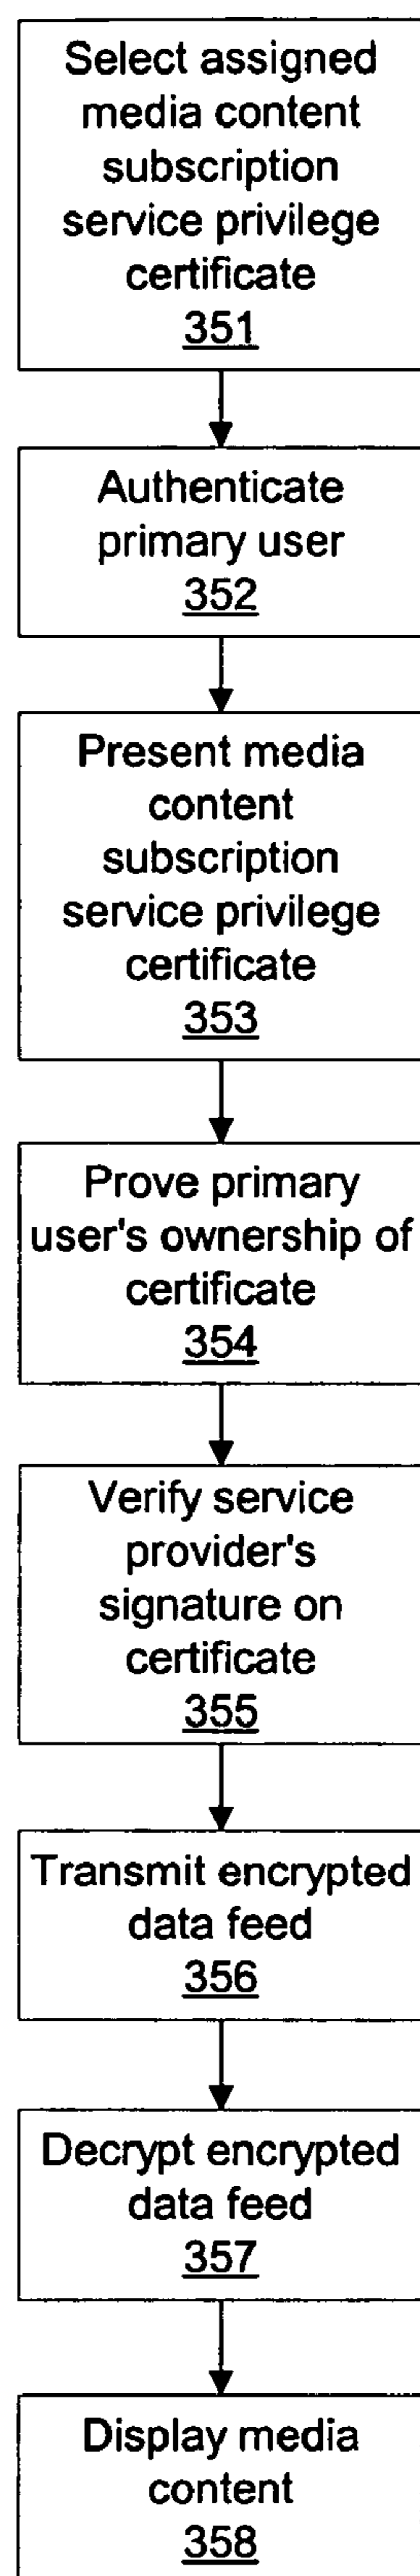 Select assigned
media content
subscription
service privilege
certificate
351
Authenticate
primary user
352
Present media
content
subscription
service privilege
certificate
353
Prove primary
user's ownership of
certificate
354
Verify service
provider's
signature on
certificate
355
Transmit encrypted
data feed
356
Decrypt encrypted
data feed
357
Display media
content
358